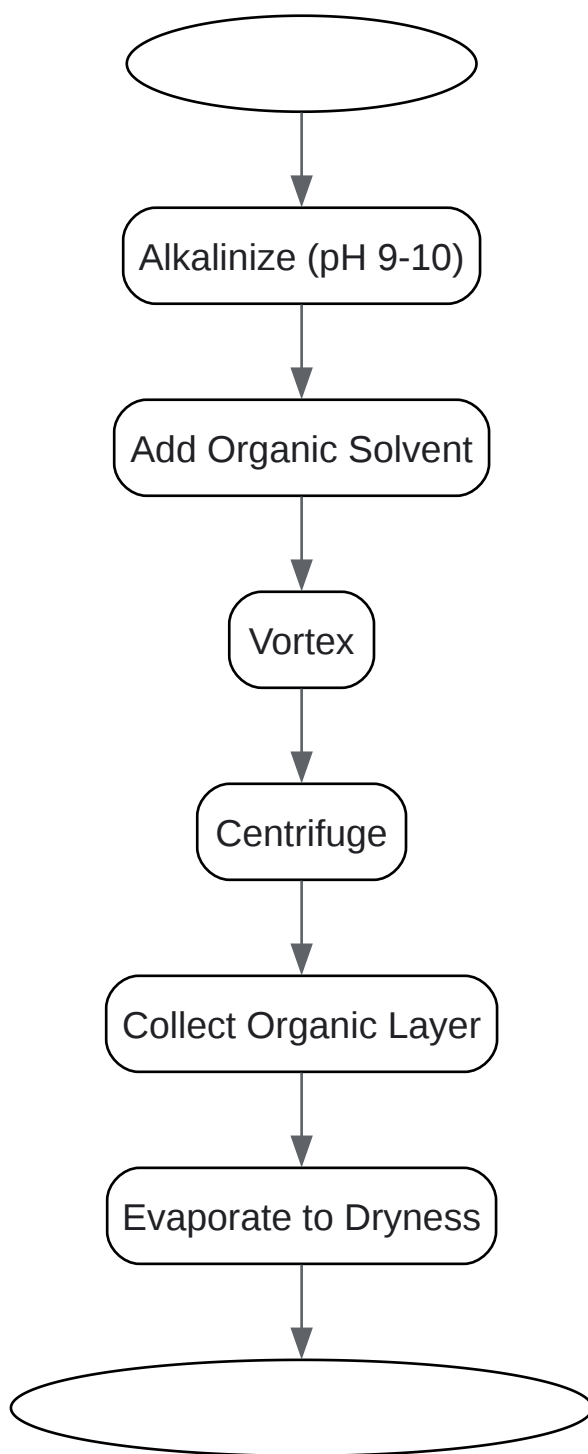 Alkalinize (pH 9-10)
Add Organic Solvent
Vortex
Centrifuge
Collect Organic Layer
Evaporate to Dryness